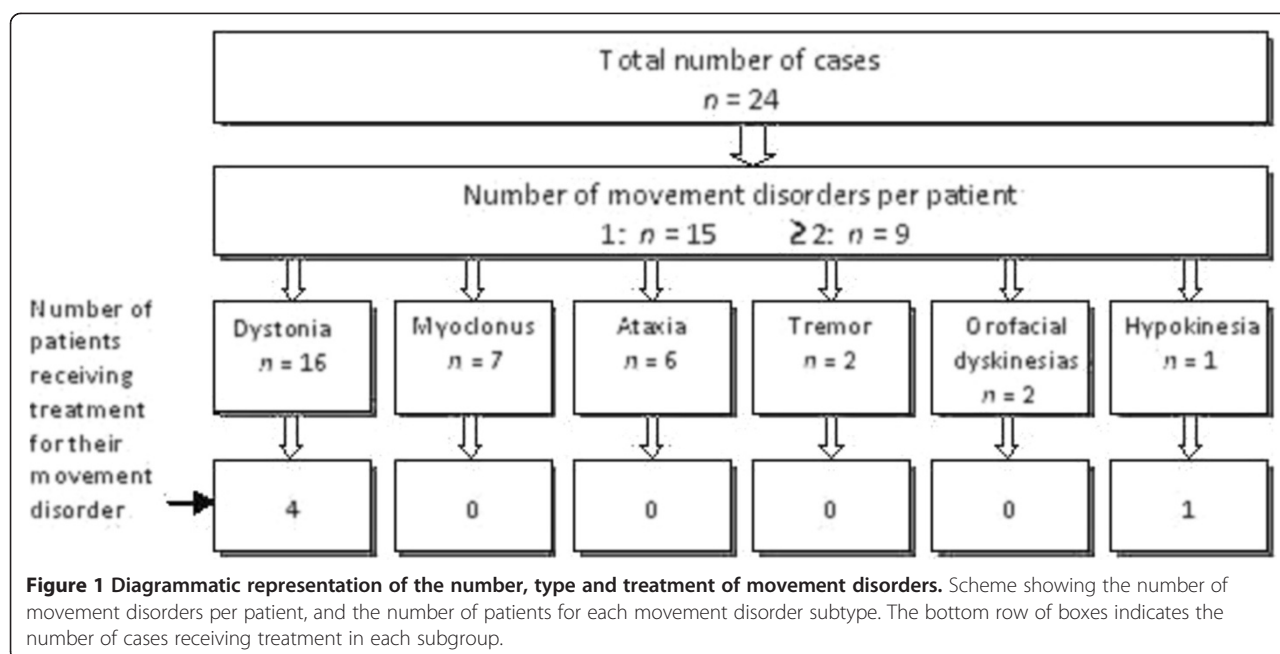 Total number of cases
n = 24
Number of movement disorders per patient
1: n = 15 ≥2: n = 9
Number of
patients
receiving
treatment
for their
movement
disorder
Dystonia
n = 16
Myoclonus
n = 7
Ataxia
n = 6
Tremor
n = 2
Orofacial
dyskinesias
n = 2
Hypokinesia
n = 1
4
0
0
0
0
1
Figure 1 Diagrammatic representation of the number, type and treatment of movement disorders. Scheme showing the number of
movement disorders per patient, and the number of patients for each movement disorder subtype. The bottom row of boxes indicates the
number of cases receiving treatment in each subgroup.